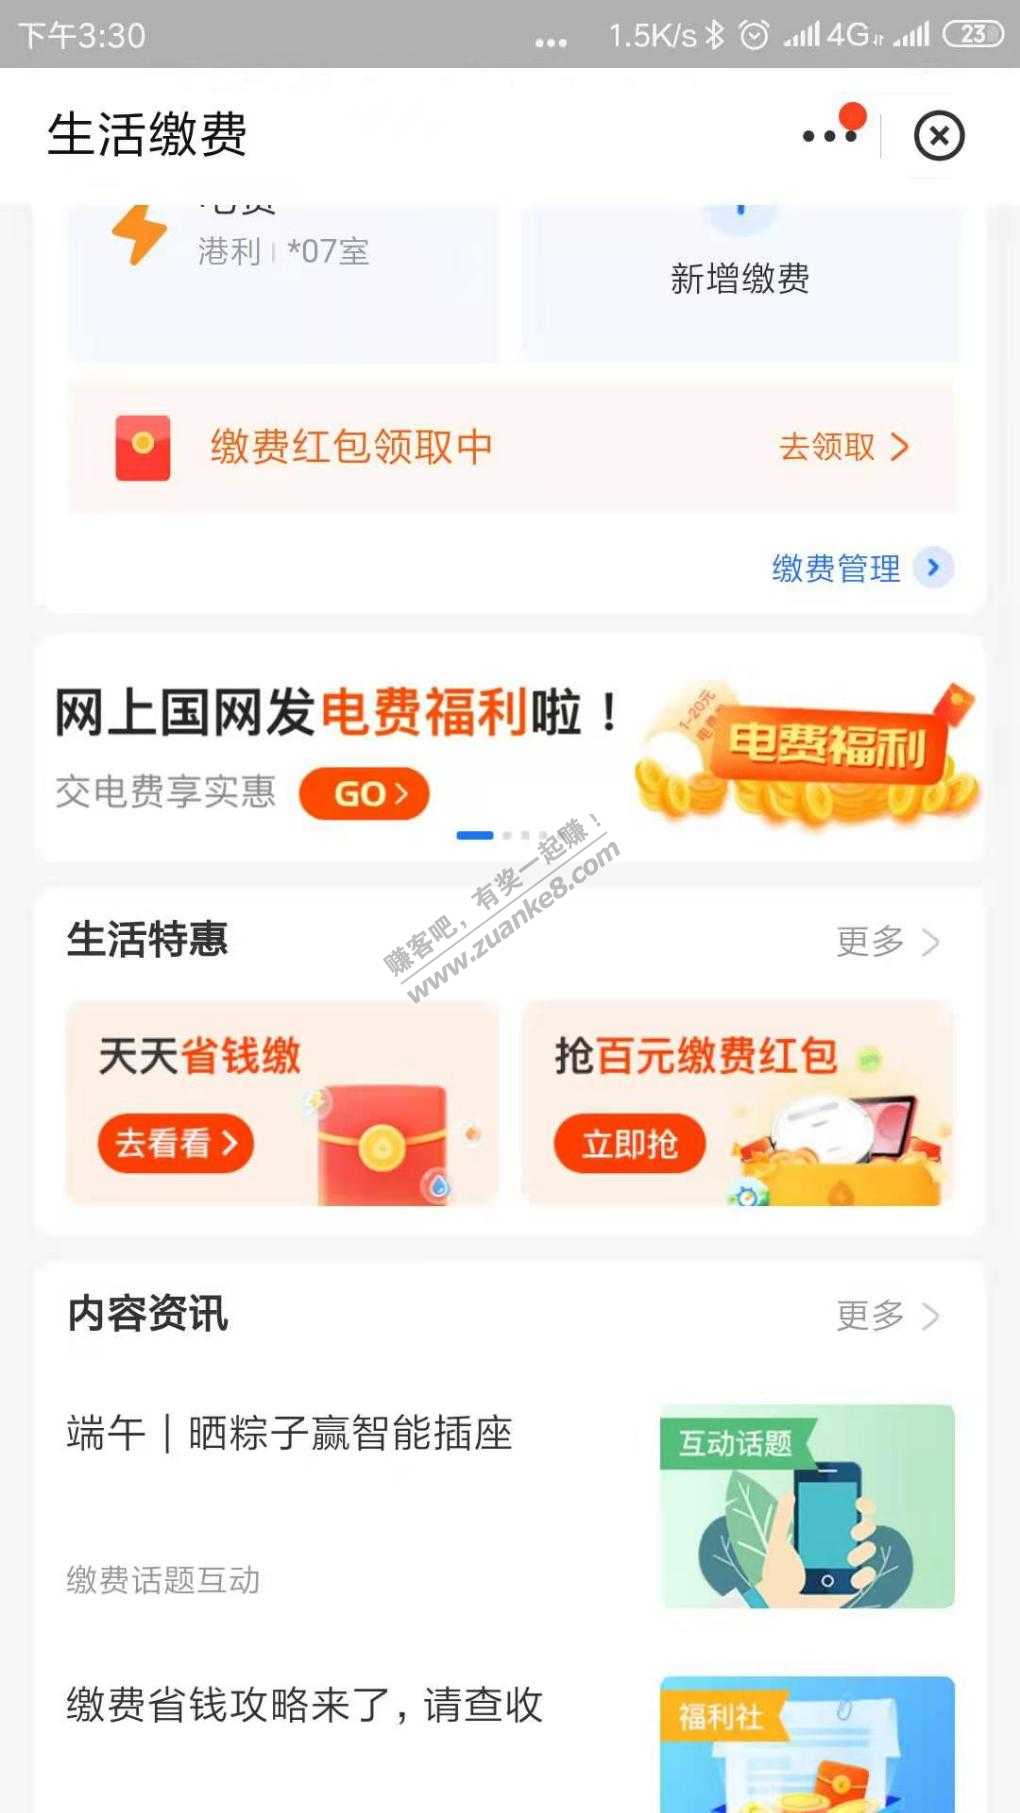 下午3:30 ... 1.5K/s 4G 23
生活缴费
电费
港利 | *07室
新增缴费
缴费红包领取中 去领取
缴费管理
网上国网发电费福利啦！
交电费享实惠 GO
1-20元
电费
电费福利
赚客吧，有奖一起赚！
www.zuanke8.com
生活特惠 更多
天天省钱缴
去看看
抢百元缴费红包
立即抢
内容资讯 更多
端午｜晒粽子赢智能插座
互动话题
缴费话题互动
缴费省钱攻略来了，请查收
福利社